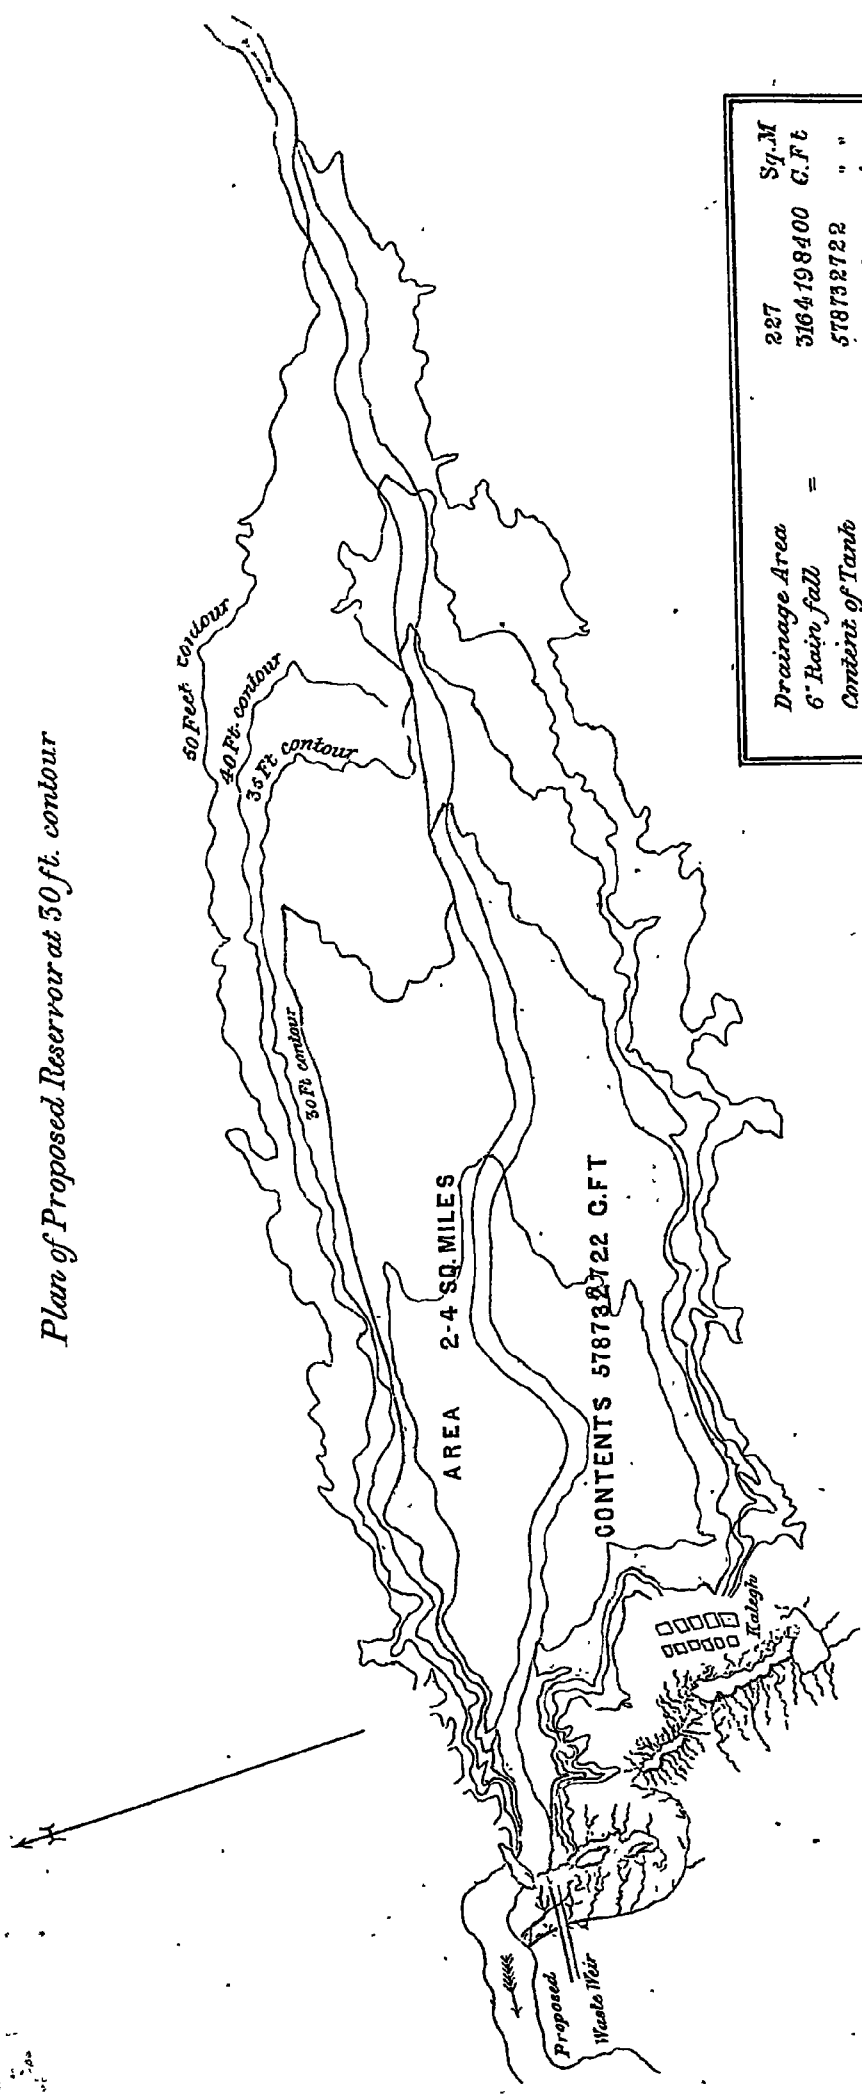 Plan of Proposed Reservour at 30 ft. contour
50 Feet contour
40 Ft. contour
35 Ft contour
30 Ft contour
AREA 2-4 SQ. MILES
CONTENTS 578732722 C.FT
Kalegh
Proposed
Waste Weir
Drainage Area 227 Sq.M
6" Rain fall = 3164198400 C.Ft
Content of Tank 578732722 " "